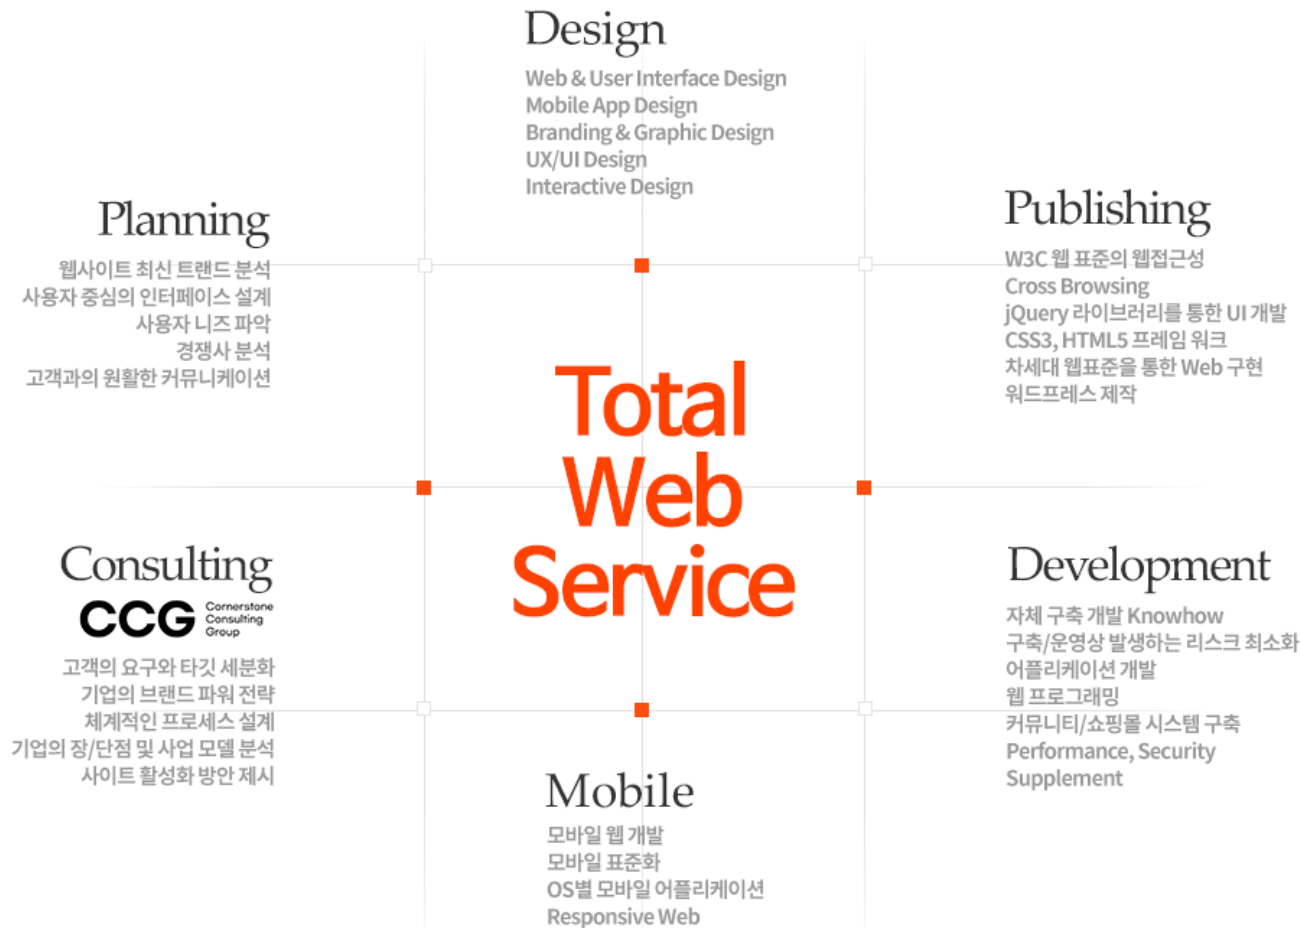 Design
Web & User Interface Design
Mobile App Design
Branding & Graphic Design
UX/UI Design
Interactive Design
Planning
웹사이트 최신 트랜드 분석
사용자 중심의 인터페이스 설계
사용자 니즈 파악
경쟁사 분석
고객과의 원활한 커뮤니케이션
Publishing
W3C 웹 표준의 웹접근성
Cross Browsing
jQuery 라이브러리를 통한 UI 개발
CSS3, HTML5 프레임 워크
차세대 웹표준을 통한 Web 구현
워드프레스 제작
Total
Web
Service
Consulting
CCG
Cornerstone
Consulting
Group
고객의 요구와 타깃 세분화
기업의 브랜드 파워 전략
체계적인 프로세스 설계
기업의 장/단점 및 사업 모델 분석
사이트 활성화 방안 제시
Development
자체 구축 개발 Knowhow
구축/운영상 발생하는 리스크 최소화
어플리케이션 개발
웹 프로그래밍
커뮤니티/쇼핑몰 시스템 구축
Performance, Security
Supplement
Mobile
모바일 웹 개발
모바일 표준화
OS별 모바일 어플리케이션
Responsive Web